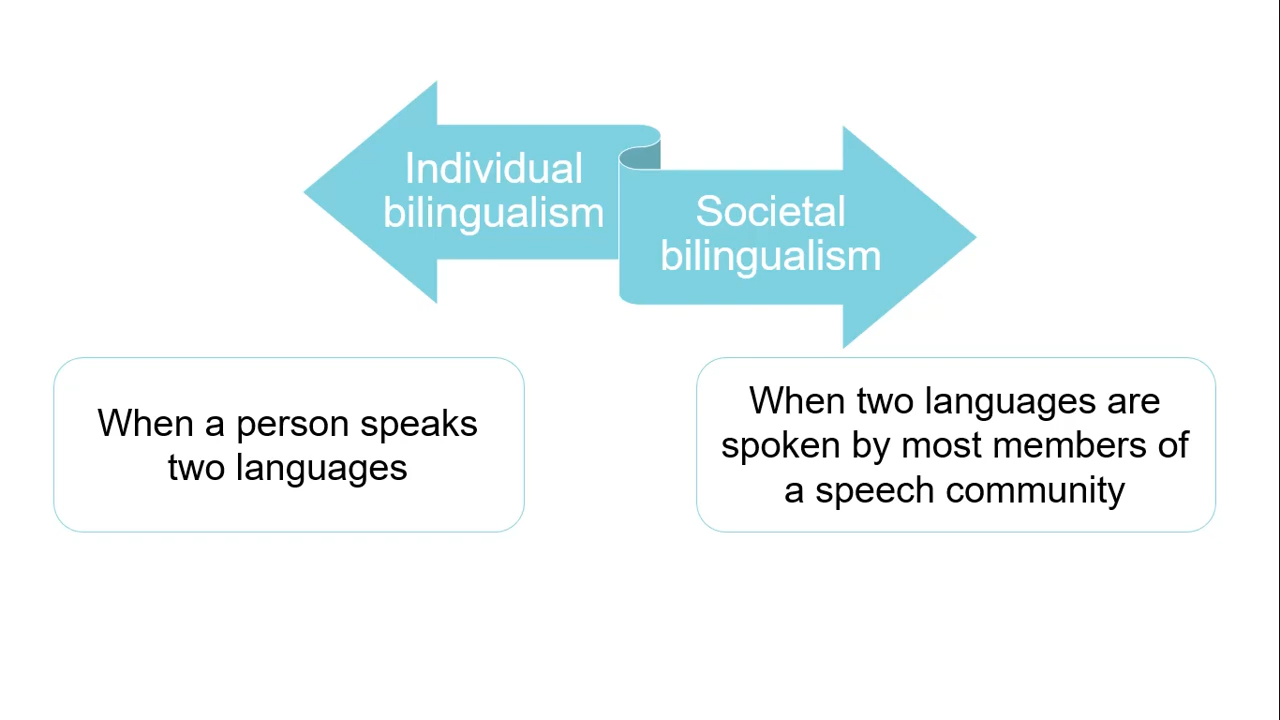 Individual
bilingualism
Societal
bilingualism
When a person speaks
two languages
When two languages are
spoken by most members of
a speech community